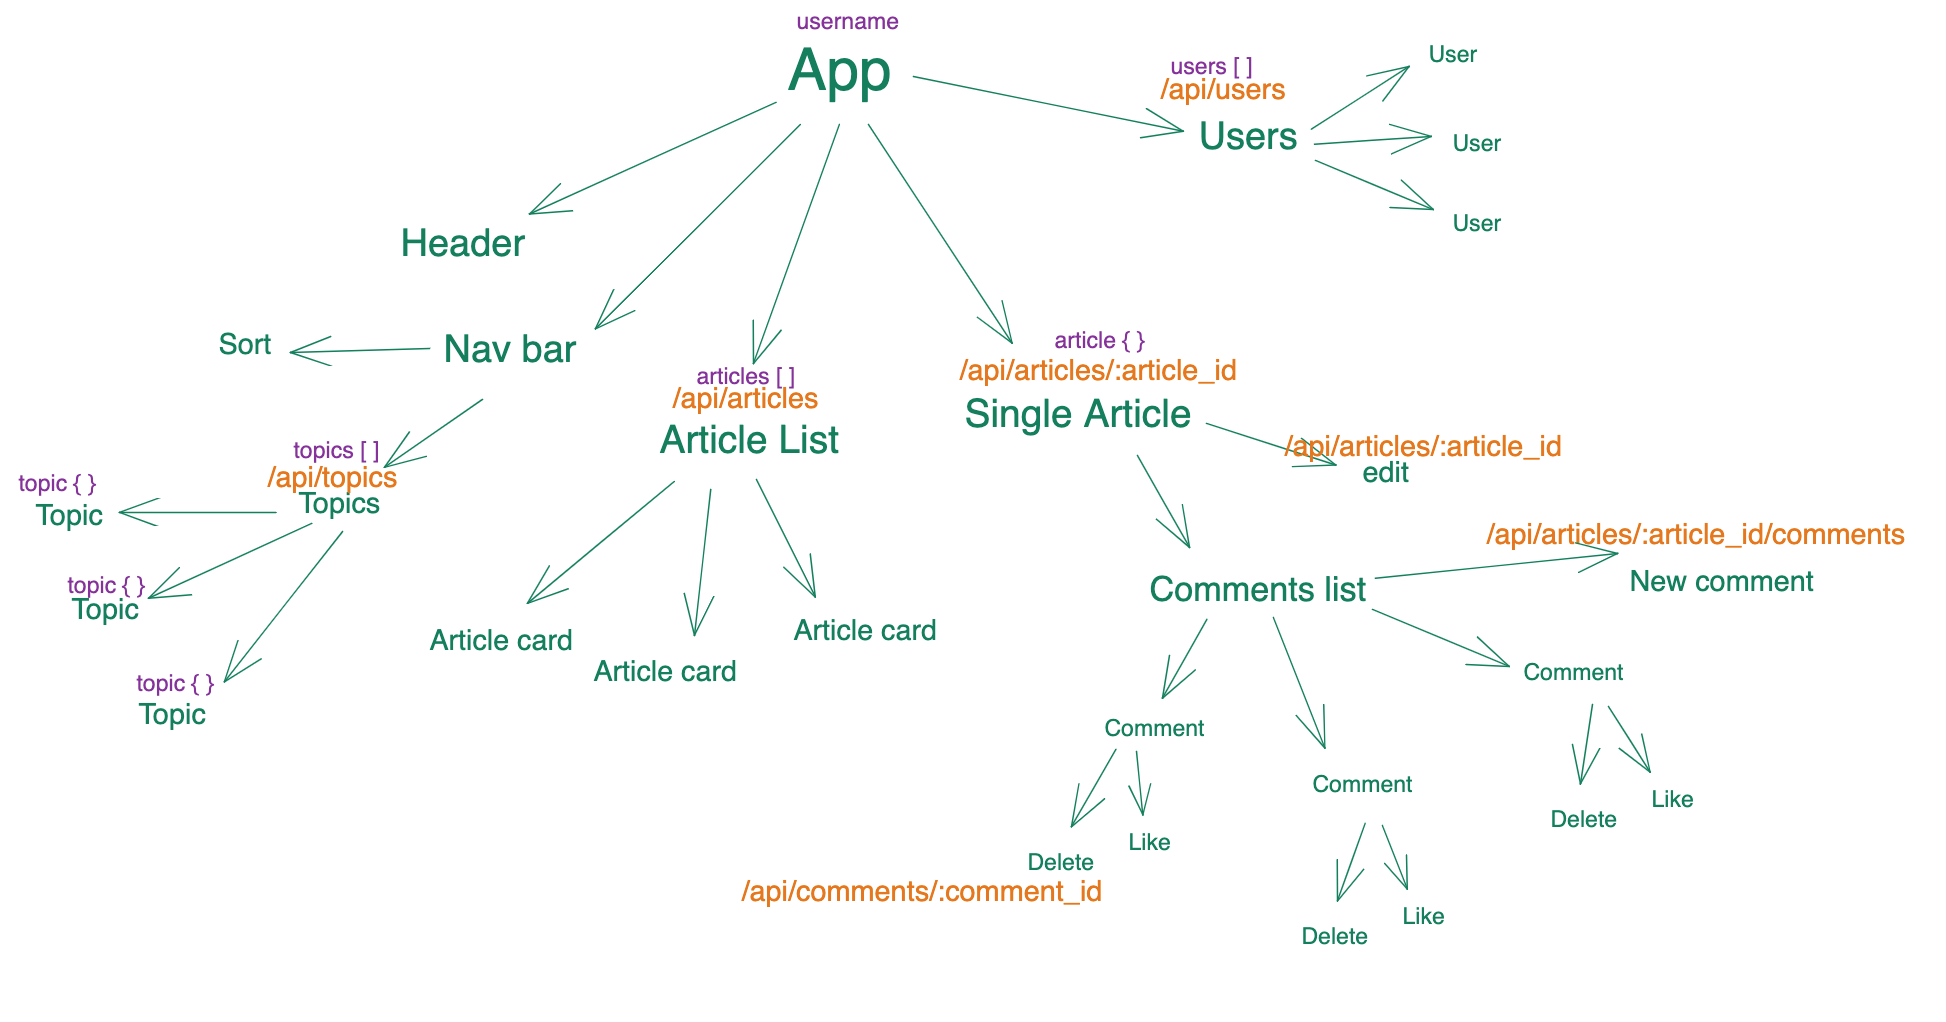 username
App
users [ ]
/api/users
Users
User
User
User
Header
Sort
Nav bar
articles [ ]
/api/articles
Article List
article { }
/api/articles/:article_id
Single Article
/api/articles/:article_id
edit
topics [ ]
/api/topics
Topics
topic { }
Topic
topic { }
Topic
topic { }
Topic
Article card
Article card
Article card
Comments list
/api/articles/:article_id/comments
New comment
Comment
Comment
Comment
Delete
/api/comments/:comment_id
Like
Delete
Like
Delete
Like